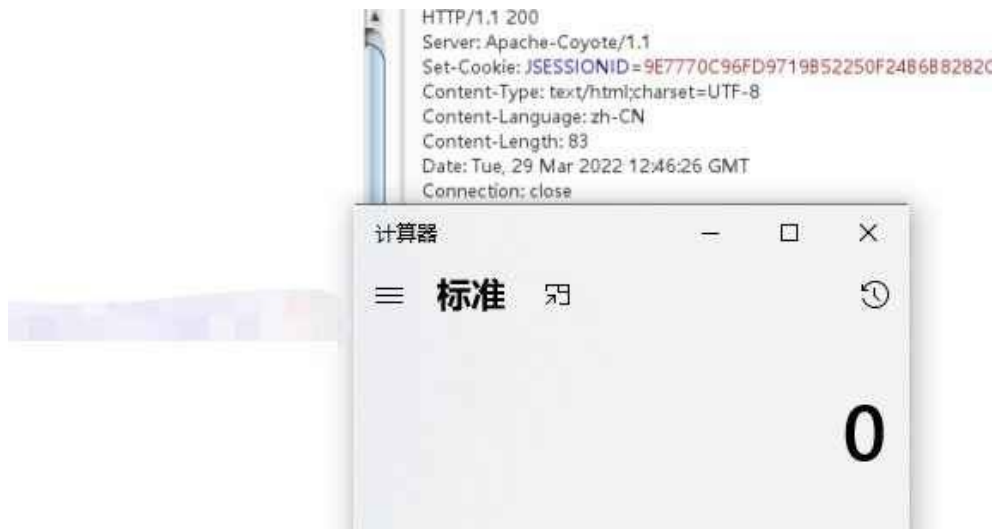 HTTP/1.1 200
Server: Apache-Coyote/1.1
Set-Cookie: JSESSIONID=9E7770C96FD9719B52250F24B6BB282C
Content-Type: text/html;charset=UTF-8
Content-Language: zh-CN
Content-Length: 83
Date: Tue, 29 Mar 2022 12:46:26 GMT
Connection: close
计算器
标准
0